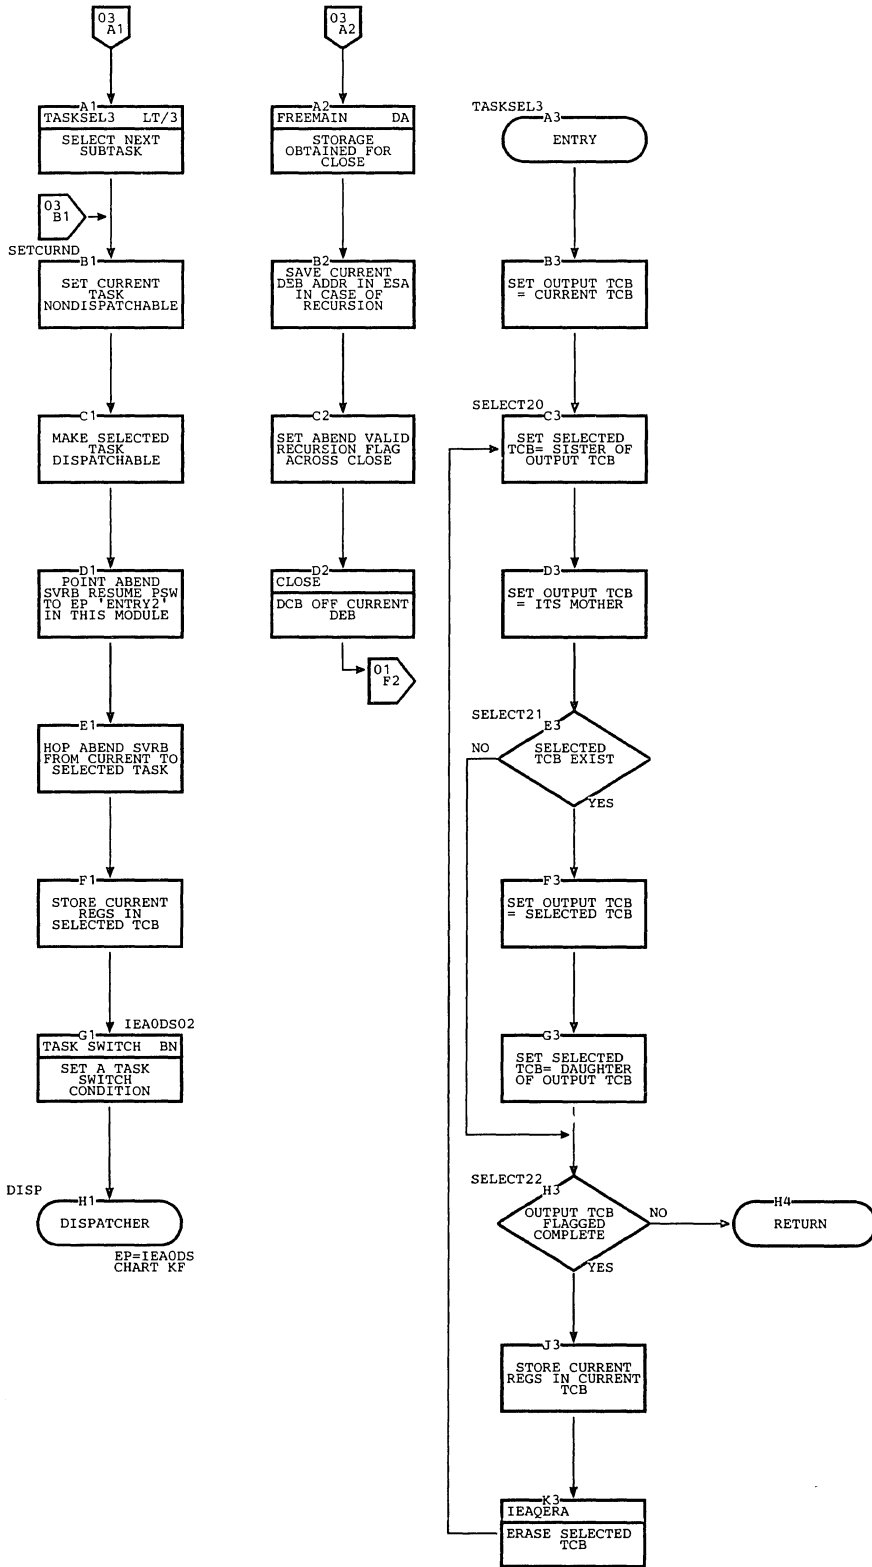 03
A1
A1
TASKSEL3 LT/3
SELECT NEXT
SUBTASK
03
B1
SETCURND
B1
SET CURRENT
TASK
NONDISPATCHABLE
C1
MAKE SELECTED
TASK
DISPATCHABLE
D1
POINT ABEND
SVRB RESUME PSW
TO EP 'ENTRY2'
IN THIS MODULE
E1
HOP ABEND SVRB
FROM CURRENT TO
SELECTED TASK
F1
STORE CURRENT
REGS IN
SELECTED TCB
IEA0DS02
G1
TASK SWITCH BN
SET A TASK
SWITCH
CONDITION
DISP
H1
DISPATCHER
EP=IEA0DS
CHART KF
03
A2
A2
FREEMAIN DA
STORAGE
OBTAINED FOR
CLOSE
B2
SAVE CURRENT
DEB ADDR IN ESA
IN CASE OF
RECURSION
C2
SET ABEND VALID
RECURSION FLAG
ACROSS CLOSE
D2
CLOSE
DCB OFF CURRENT
DEB
01
F2
TASKSEL3
A3
ENTRY
B3
SET OUTPUT TCB
= CURRENT TCB
SELECT20
C3
SET SELECTED
TCB= SISTER OF
OUTPUT TCB
D3
SET OUTPUT TCB
= ITS MOTHER
SELECT21
E3
SELECTED
TCB EXIST
NO
YES
F3
SET OUTPUT TCB
= SELECTED TCB
G3
SET SELECTED
TCB= DAUGHTER
OF OUTPUT TCB
SELECT22
H3
OUTPUT TCB
FLAGGED
COMPLETE
NO
YES
H4
RETURN
J3
STORE CURRENT
REGS IN CURRENT
TCB
K3
IEAQERA
ERASE SELECTED
TCB